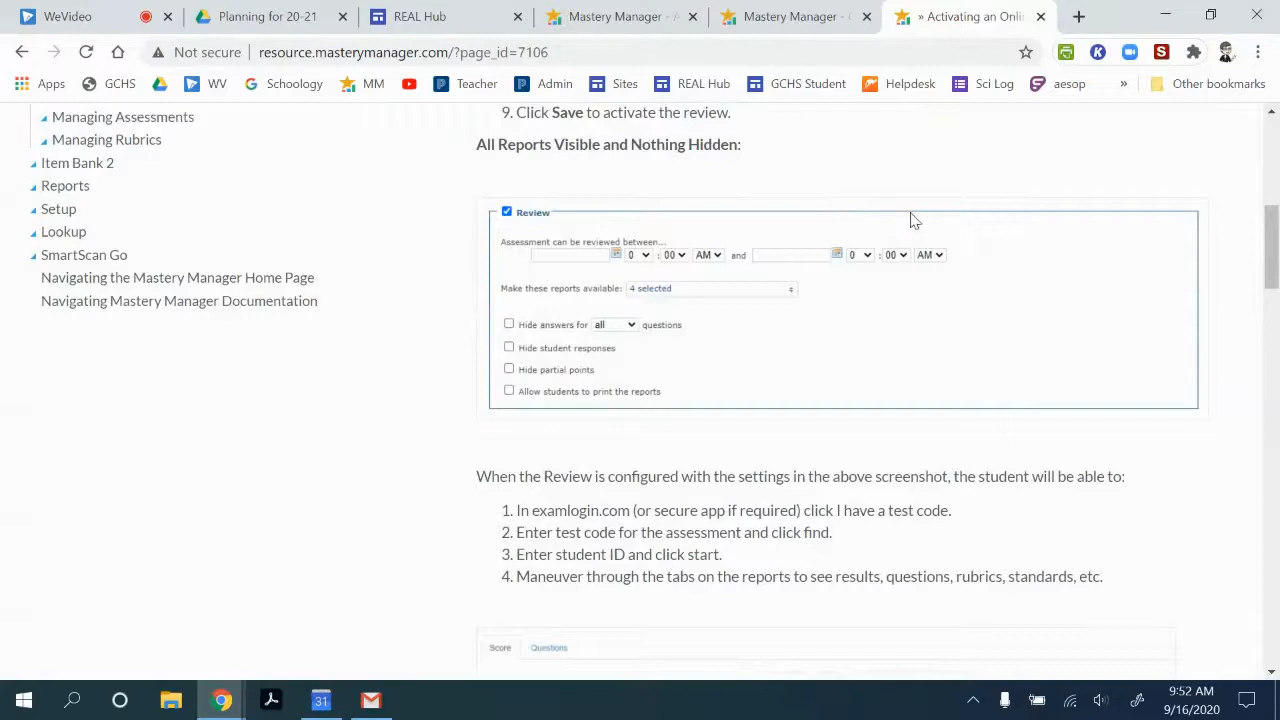 WeVideo
Planning for 20-21
REAL Hub
Mastery Manager - A
Mastery Manager - C
» Activating an Onli
Not secure resource.masterymanager.com/?page_id=7106
Apps GCHS WV Schoology MM Teacher Admin Sites REAL Hub GCHS Student Helpdesk Sci Log aesop » Other bookmarks
Managing Assessments
Managing Rubrics
Item Bank 2
Reports
Setup
Lookup
SmartScan Go
Navigating the Mastery Manager Home Page
Navigating Mastery Manager Documentation
9. Click Save to activate the review.
All Reports Visible and Nothing Hidden:
Review
Assessment can be reviewed between...
0 : 00 AM and 0 : 00 AM
Make these reports available: 4 selected
Hide answers for all questions
Hide student responses
Hide partial points
Allow students to print the reports
When the Review is configured with the settings in the above screenshot, the student will be able to:
1. In examlogin.com (or secure app if required) click I have a test code.
2. Enter test code for the assessment and click find.
3. Enter student ID and click start.
4. Maneuver through the tabs on the reports to see results, questions, rubrics, standards, etc.
Score Questions
31
9:52 AM
9/16/2020